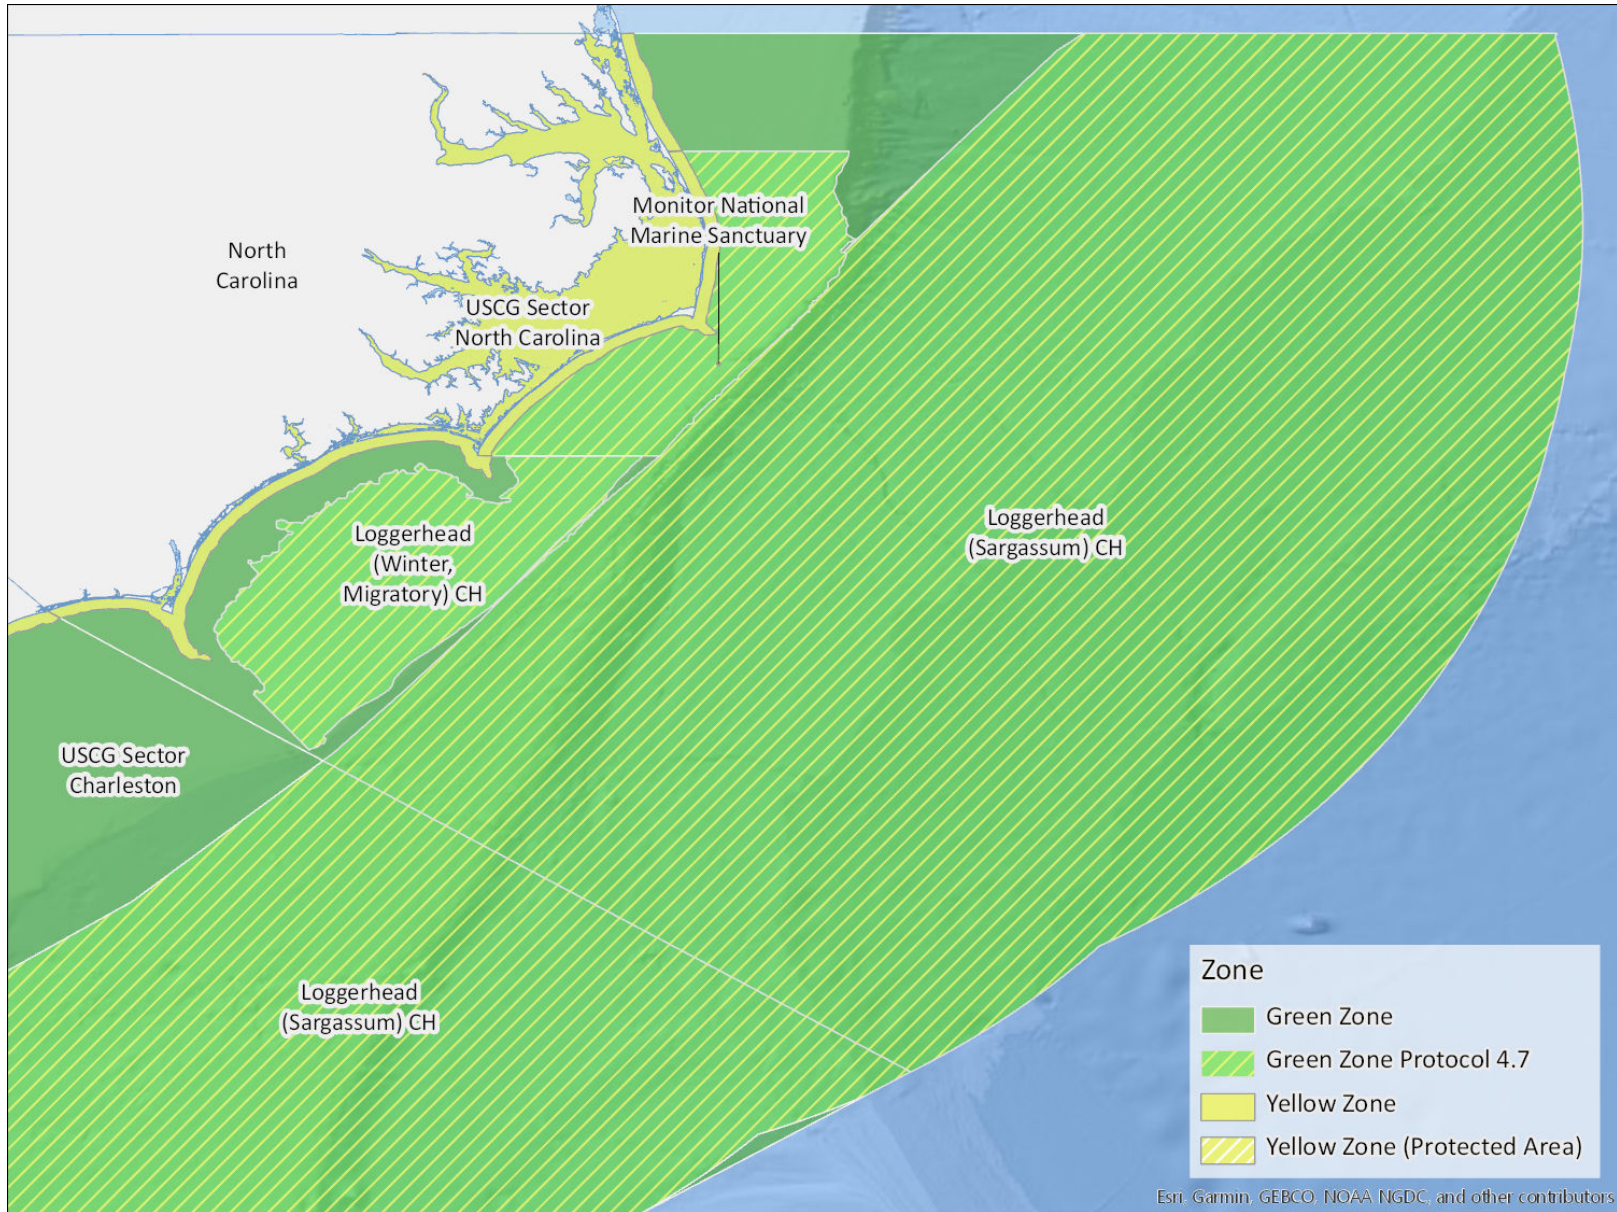 Monitor National
Marine Sanctuary
North
Carolina
USCG Sector
North Carolina
Loggerhead
(Sargassum) CH
Loggerhead
(Winter,
Migratory) CH
USCG Sector
Charleston
Loggerhead
(Sargassum) CH
Zone
Green Zone
Green Zone Protocol 4.7
Yellow Zone
Yellow Zone (Protected Area)
Esri, Garmin, GEBCO, NOAA NGDC, and other contributors